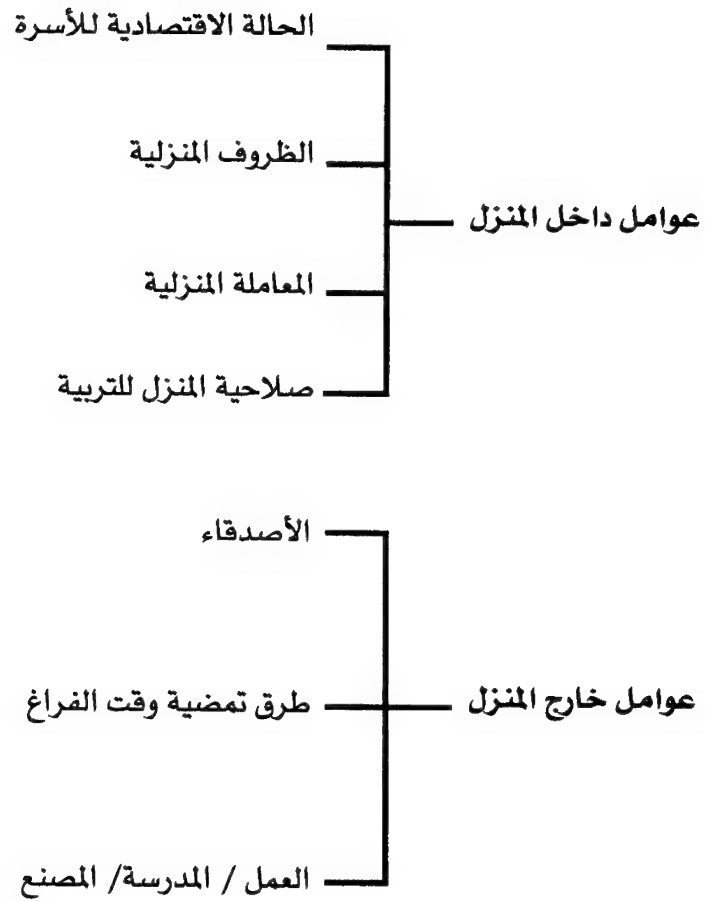 الحالة الاقتصادية للأسرة
الظروف المنزلية
عوامل داخل المنزل
المعاملة المنزلية
صلاحية المنزل للتربية
الأصدقاء
عوامل خارج المنزل
طرق تمضية وقت الفراغ
العمل / المدرسة/ المصنع